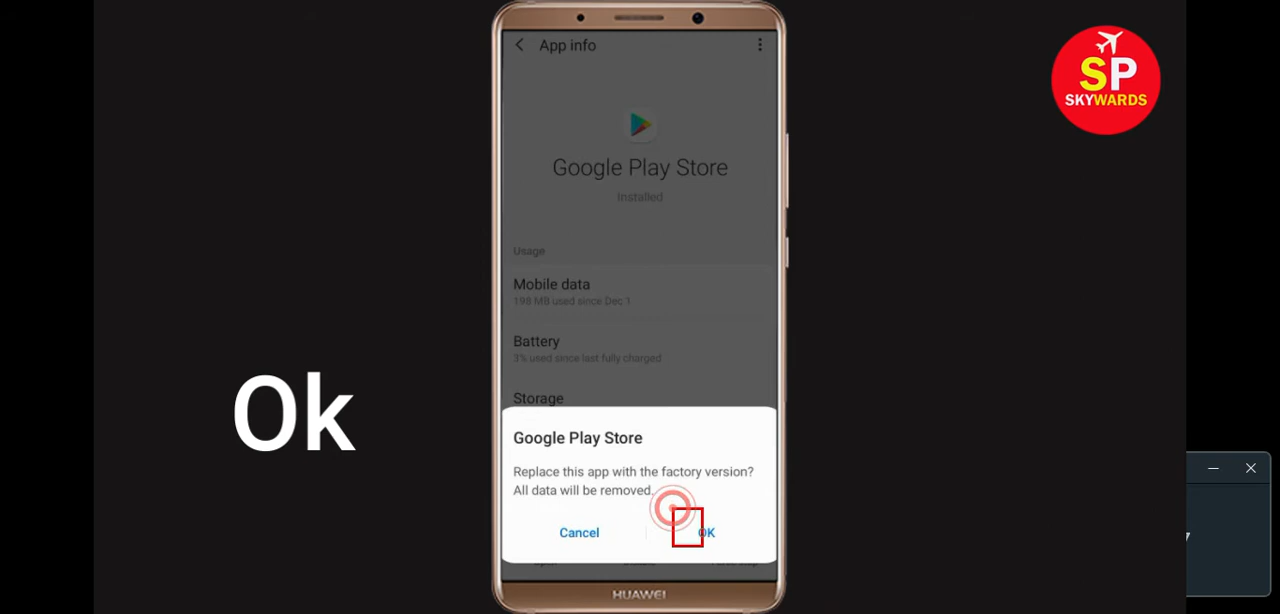 App info
SP
SKYWARDS
Google Play Store
Installed
Usage
Mobile data
198 MB used since Dec 1
Battery
3% used since last fully charged
Storage
Ok
Google Play Store
Replace this app with the factory version?
All data will be removed.
Cancel
OK
HUAWEI